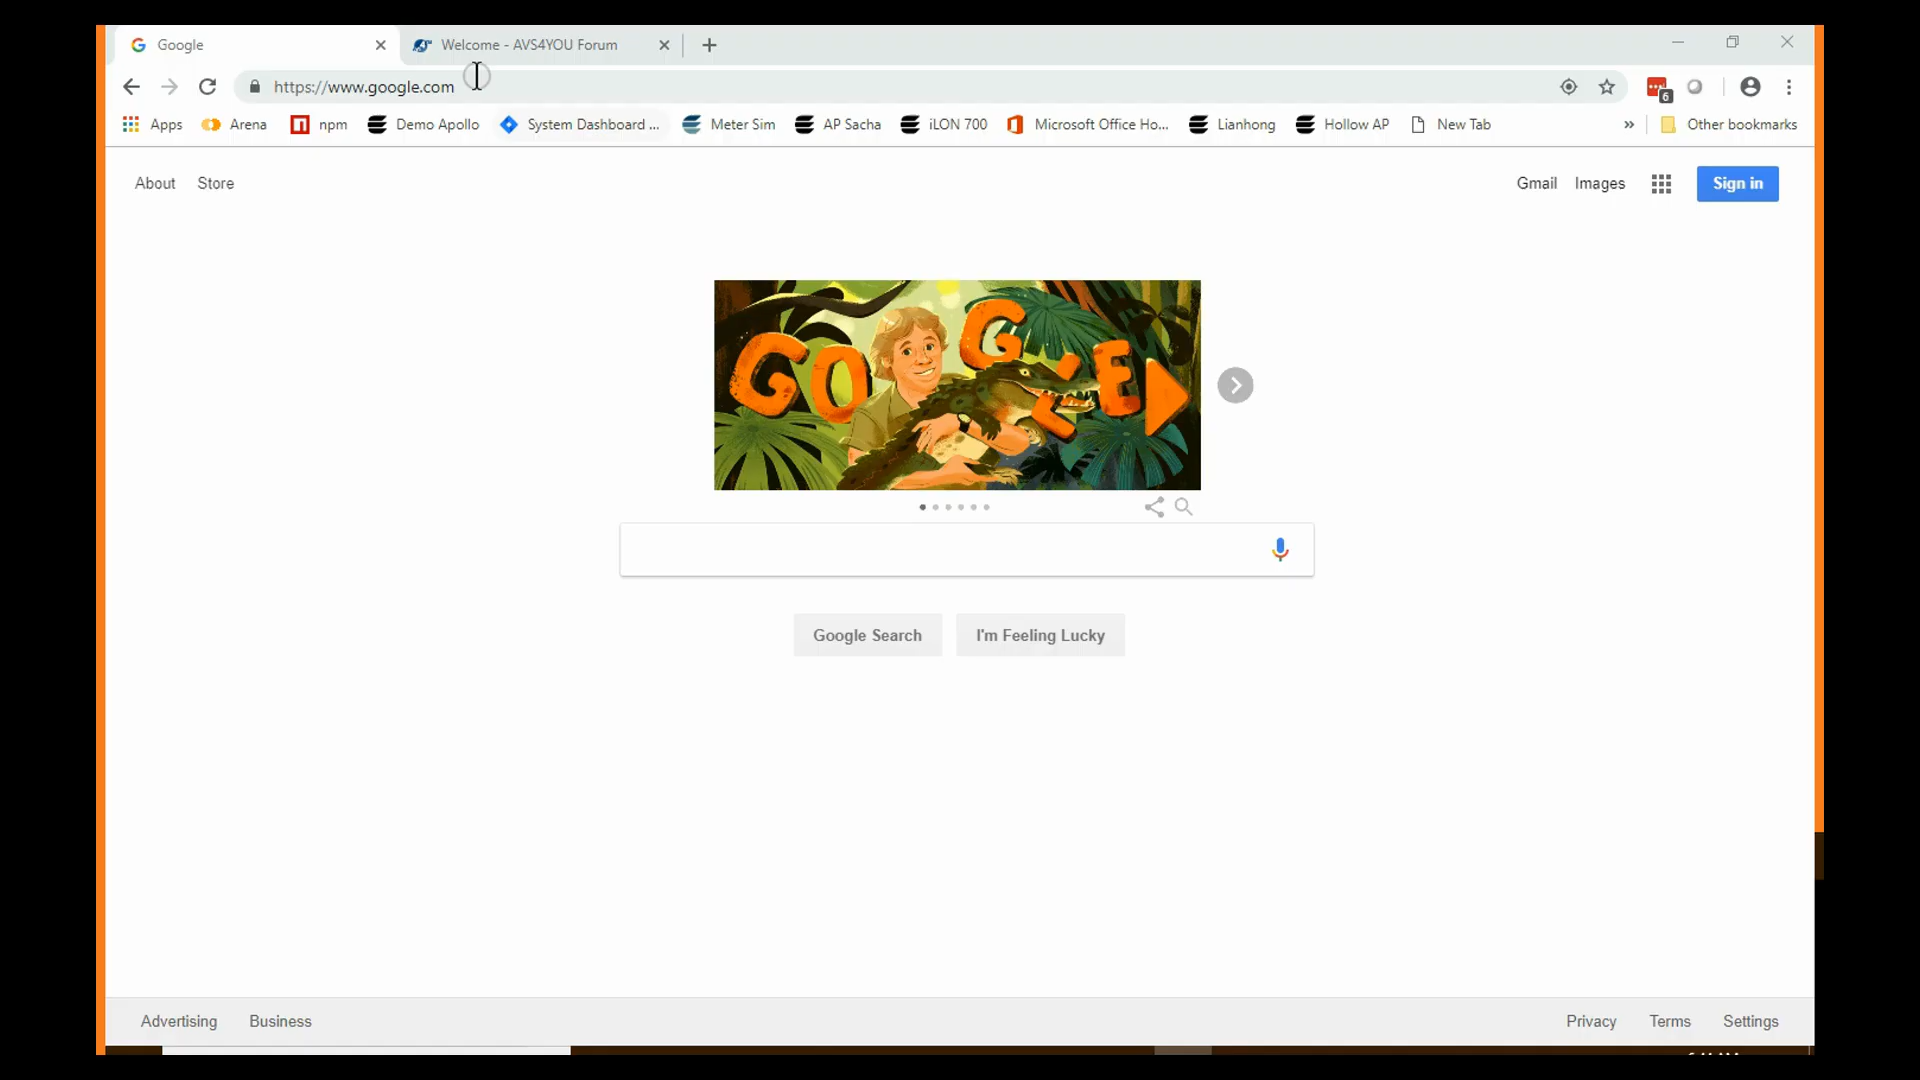 Google
Welcome - AVS4YOU Forum
https://www.google.com
6
Apps
Arena
npm
Demo Apollo
System Dashboard ...
Meter Sim
AP Sacha
iLON 700
Microsoft Office Ho...
Lianhong
Hollow AP
New Tab
»
Other bookmarks
About
Store
Gmail
Images
Sign in
GOOGLE
Google Search
I'm Feeling Lucky
Advertising
Business
Privacy
Terms
Settings